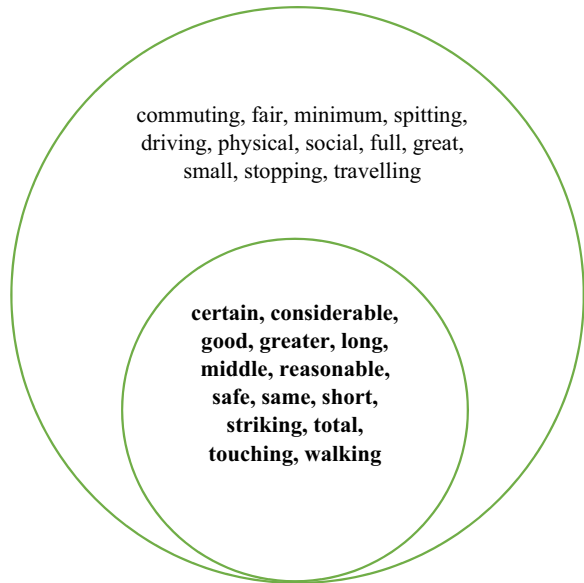 commuting, fair, minimum, spitting,
driving, physical, social, full, great,
small, stopping, travelling
certain, considerable,
good, greater, long,
middle, reasonable,
safe, same, short,
striking, total,
touching, walking